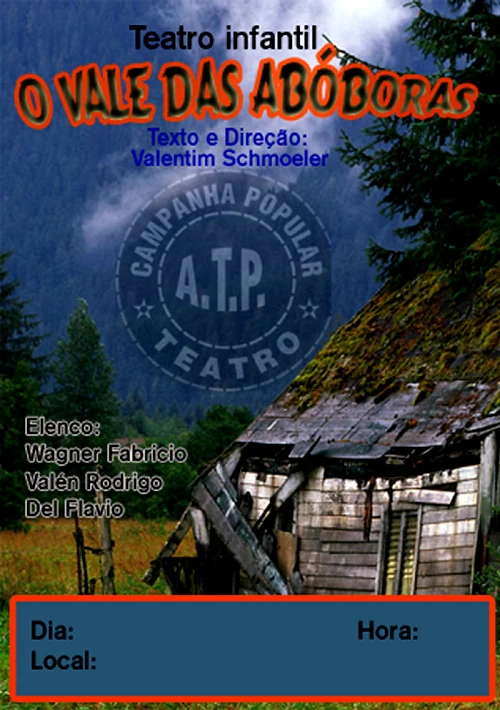 Teatro infantil
O VALE DAS ABÓBORAS
Texto e Direção:
Valentim Schmoeler
CAMPANHA POPULAR
A.T.P.
TEATRO
Elenco:
Wagner Fabricio
Valén Rodrigo
Del Flavio
Dia:
Hora:
Local: